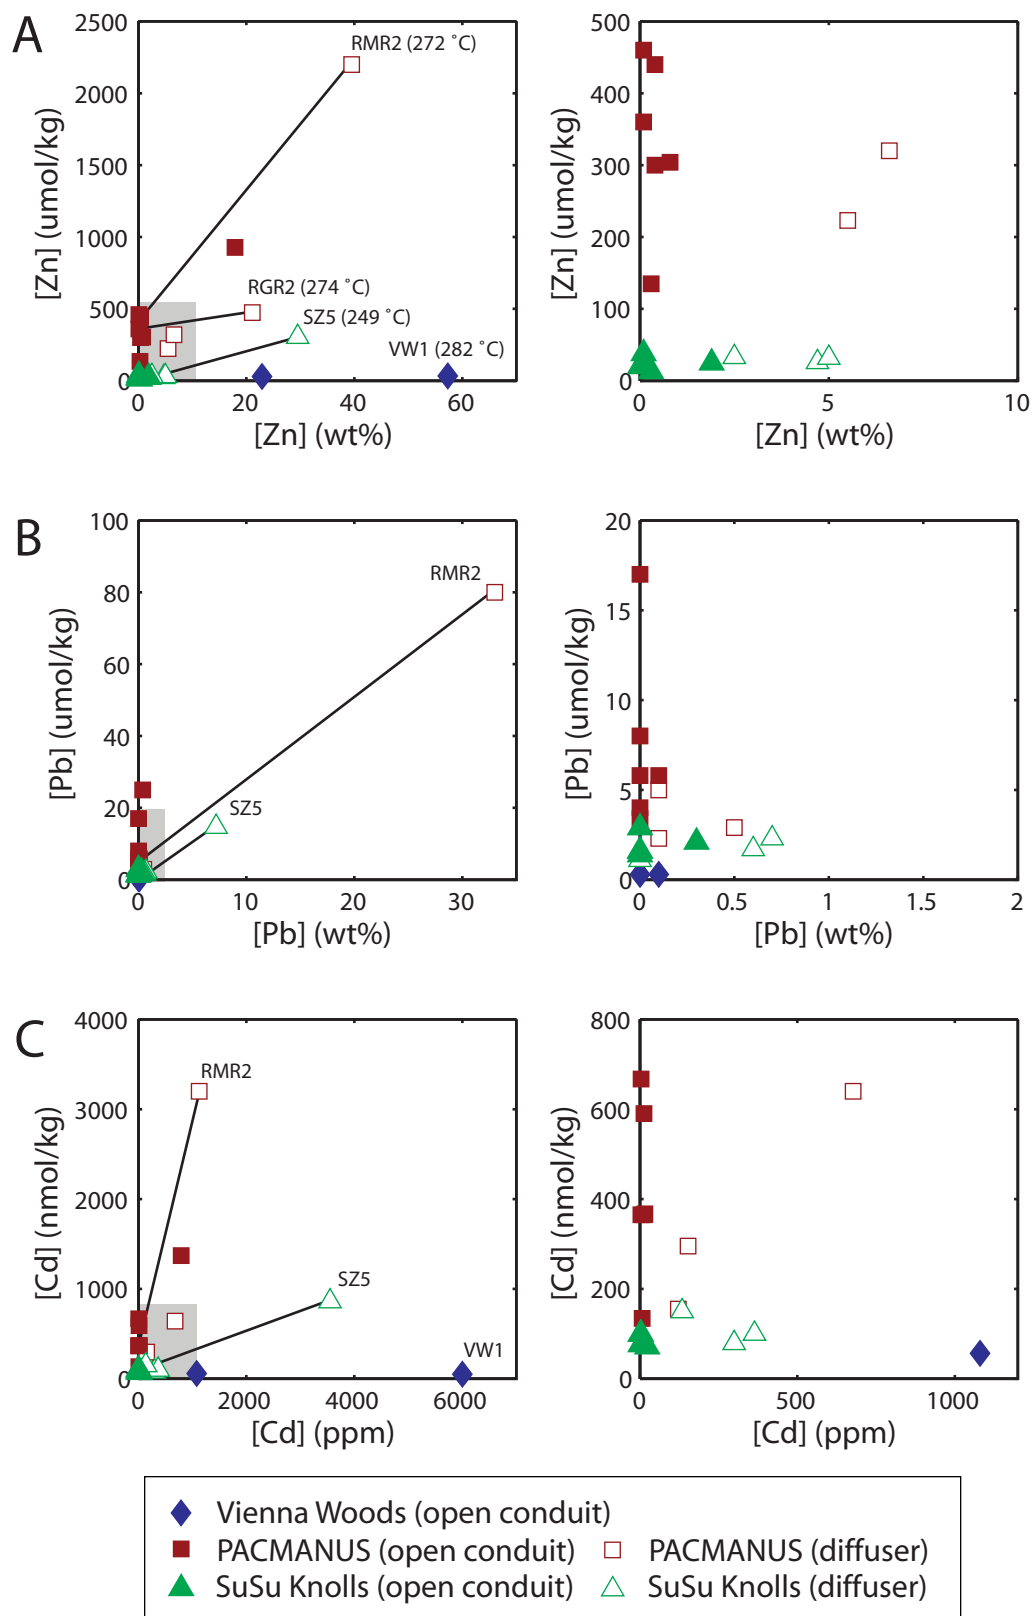 A
2500
2000
1500
1000
500
0
[Zn] (umol/kg)
RMR2 (272 ˚C)
RGR2 (274 ˚C)
SZ5 (249 ˚C)
VW1 (282 ˚C)
0 20 40 60
[Zn] (wt%)
500
400
300
200
100
0
[Zn] (umol/kg)
0 5 10
[Zn] (wt%)
B
100
80
60
40
20
0
[Pb] (umol/kg)
RMR2
SZ5
0 10 20 30
[Pb] (wt%)
20
15
10
5
0
[Pb] (umol/kg)
0 0.5 1 1.5 2
[Pb] (wt%)
C
4000
3000
2000
1000
0
[Cd] (nmol/kg)
RMR2
SZ5
VW1
0 2000 4000 6000
[Cd] (ppm)
800
600
400
200
0
[Cd] (nmol/kg)
0 500 1000
[Cd] (ppm)
Vienna Woods (open conduit)
PACMANUS (open conduit) PACMANUS (diffuser)
SuSu Knolls (open conduit) SuSu Knolls (diffuser)